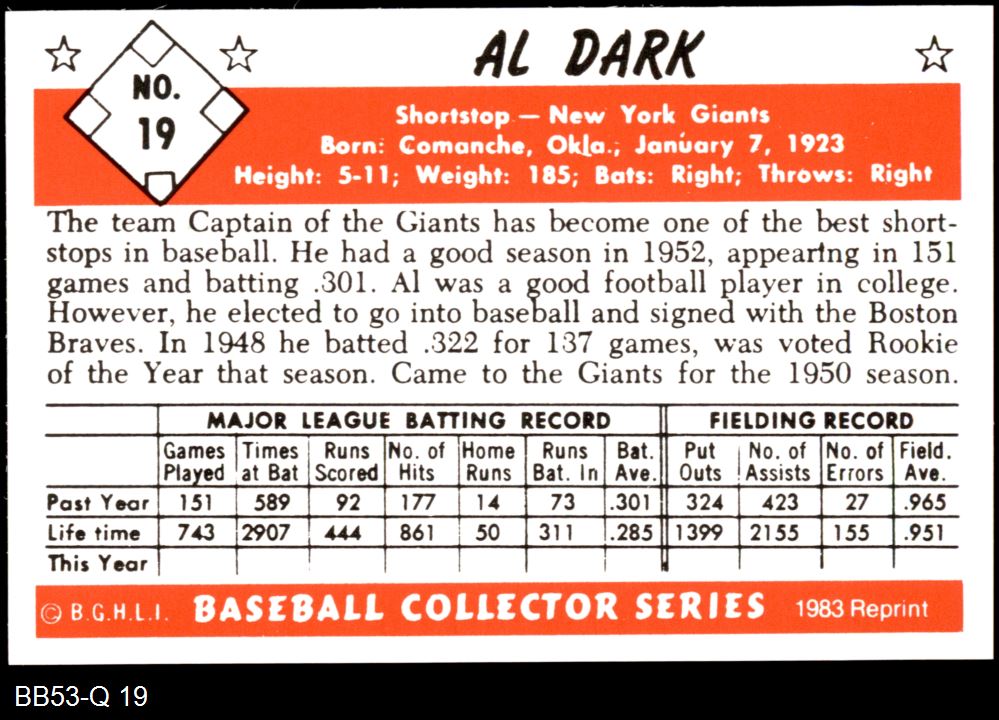 AL DARK
NO.
19
Shortstop — New York Giants
Born: Comanche, Okla., January 7, 1923
Height: 5-11; Weight: 185; Bats: Right; Throws: Right
The team Captain of the Giants has become one of the best short-
stops in baseball. He had a good season in 1952, appearing in 151
games and batting .301. Al was a good football player in college.
However, he elected to go into baseball and signed with the Boston
Braves. In 1948 he batted .322 for 137 games, was voted Rookie
of the Year that season. Came to the Giants for the 1950 season.
MAJOR LEAGUE BATTING RECORD FIELDING RECORD
Games Times Runs No. of Home Runs Bat. Put No. of No. of Field.
Played at Bat Scored Hits Runs Bat. In Ave. Outs Assists Errors Ave.
Past Year 151 589 92 177 14 73 .301 324 423 27 .965
Life time 743 2907 444 861 50 311 .285 1399 2155 155 .951
This Year
© B.G.H.L.I. BASEBALL COLLECTOR SERIES 1983 Reprint
BB53-Q 19